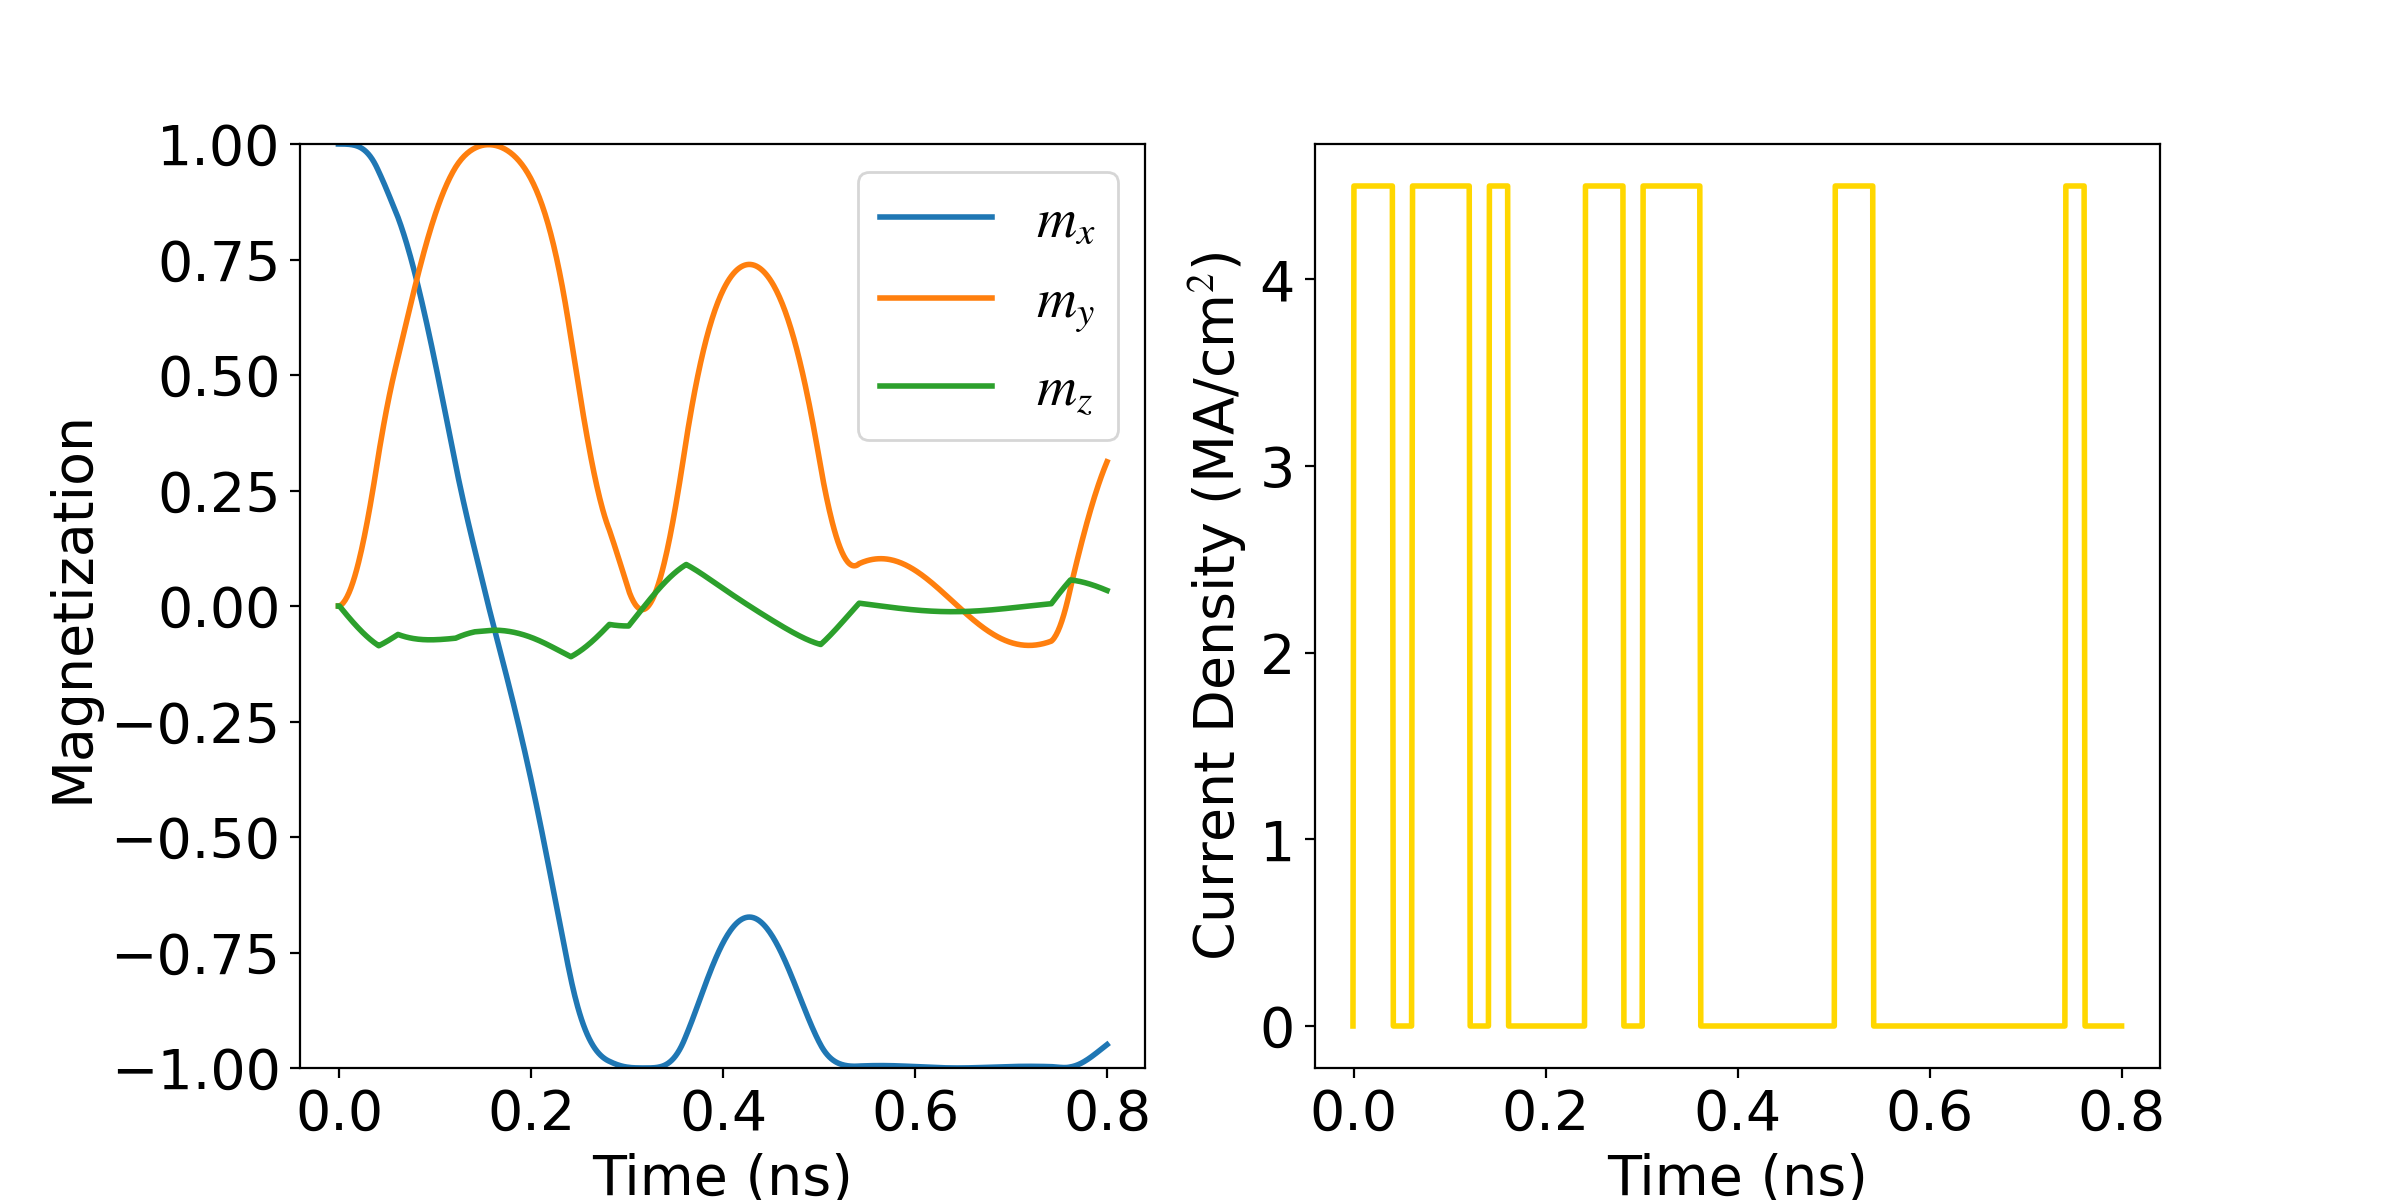 1.00
0.75
0.50
0.25
0.00
−0.25
−0.50
−0.75
−1.00
0.0 0.2 0.4 0.6 0.8
Time (ns)
Magnetization
m_x
m_y
m_z
4
3
2
1
0
0.0 0.2 0.4 0.6 0.8
Time (ns)
Current Density (MA/cm²)